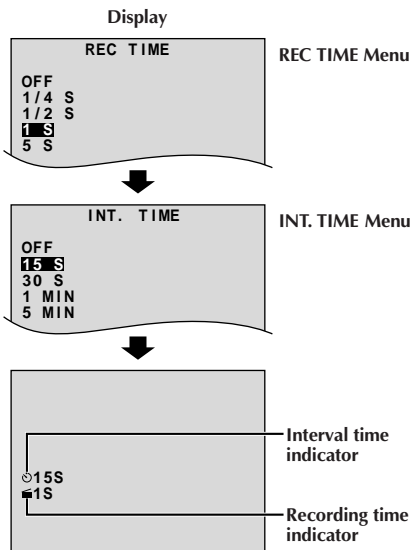 Display
REC TIME
REC TIME Menu
OFF
1/4 S
1/2 S
1 S
5 S
INT. TIME
INT. TIME Menu
OFF
15 S
30 S
1 MIN
5 MIN
15S
1S
Interval time
indicator
Recording time
indicator